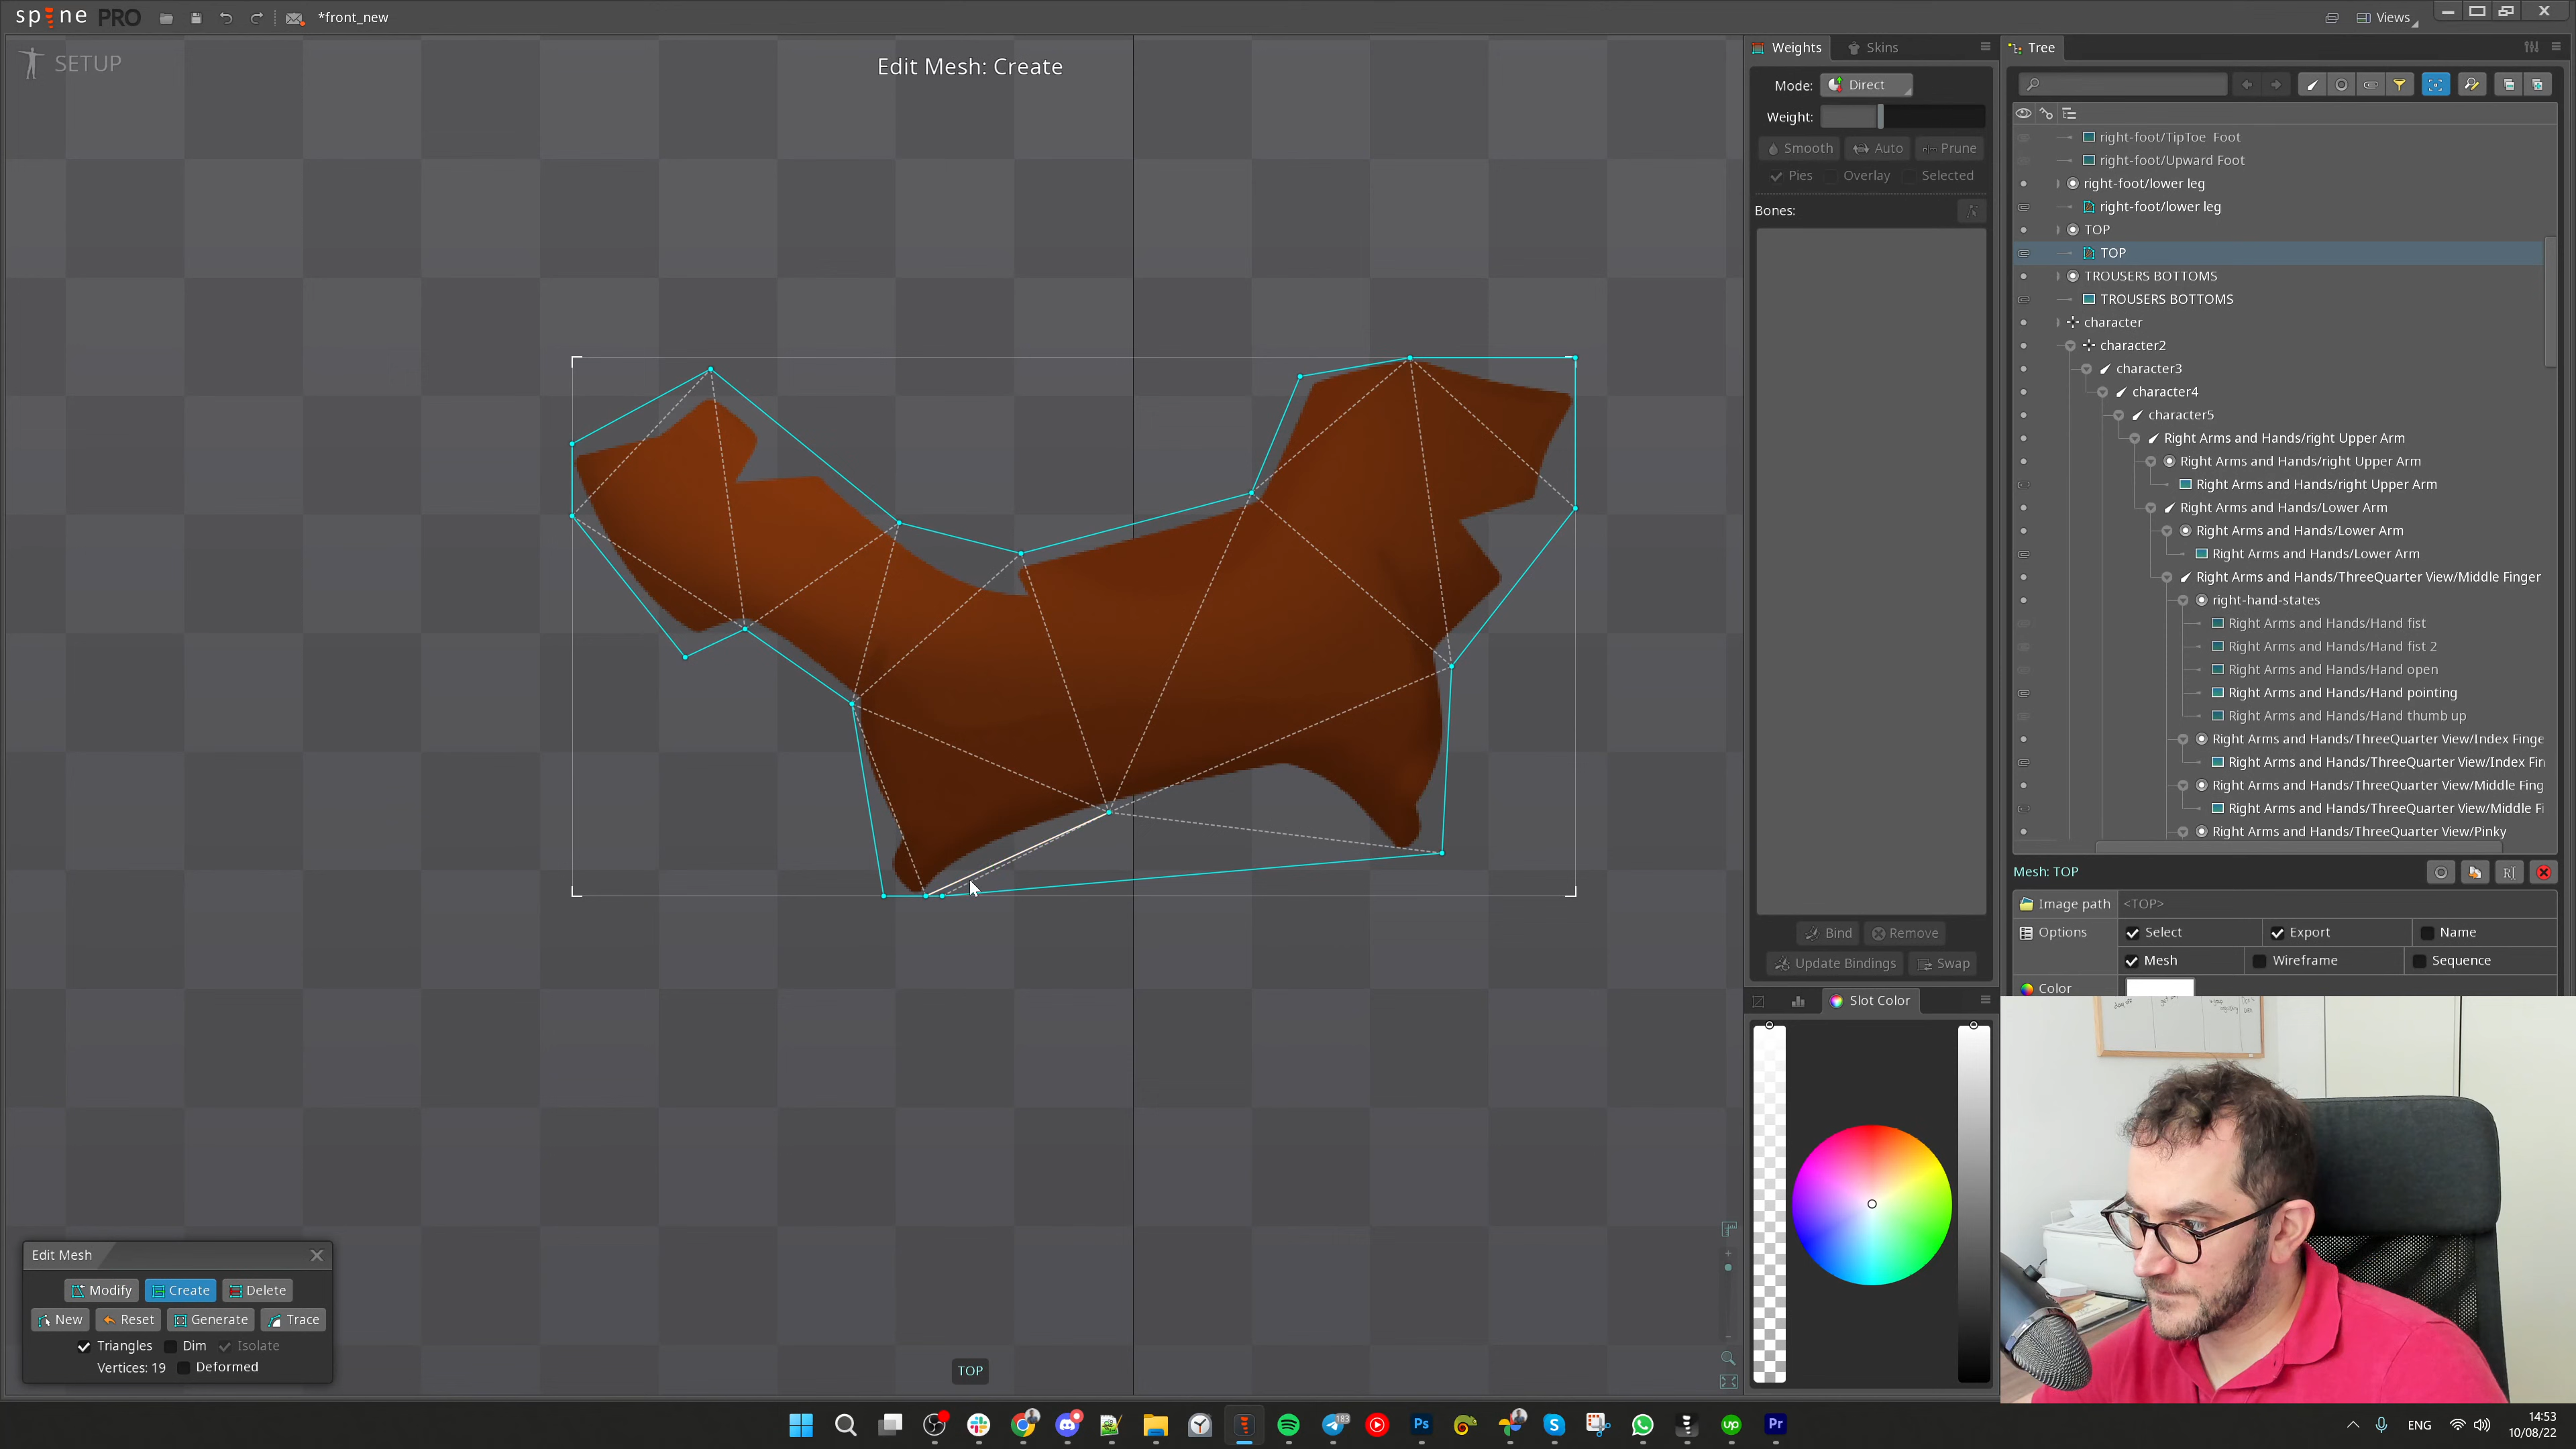 spine PRO
*front_new
Views
SETUP
Edit Mesh: Create
Weights
Skins
Mode:
Direct
Weight:
Smooth
Auto
Prune
Pies
Overlay
Selected
Bones:
Bind
Remove
Update Bindings
Swap
Slot Color
Tree
right-foot/TipToe Foot
right-foot/Upward Foot
right-foot/lower leg
right-foot/lower leg
TOP
TOP
TROUSERS BOTTOMS
TROUSERS BOTTOMS
character
character2
character3
character4
character5
Right Arms and Hands/right Upper Arm
Right Arms and Hands/right Upper Arm
Right Arms and Hands/right Upper Arm
Right Arms and Hands/Lower Arm
Right Arms and Hands/Lower Arm
Right Arms and Hands/Lower Arm
Right Arms and Hands/ThreeQuarter View/Middle Finger
right-hand-states
Right Arms and Hands/Hand fist
Right Arms and Hands/Hand fist 2
Right Arms and Hands/Hand open
Right Arms and Hands/Hand pointing
Right Arms and Hands/Hand thumb up
Right Arms and Hands/ThreeQuarter View/Index Finge
Right Arms and Hands/ThreeQuarter View/Index Fin
Right Arms and Hands/ThreeQuarter View/Middle Fing
Right Arms and Hands/ThreeQuarter View/Middle Fi
Right Arms and Hands/ThreeQuarter View/Pinky
Mesh: TOP
Image path
<TOP>
Options
Select
Export
Name
Mesh
Wireframe
Sequence
Color
Edit Mesh
Modify
Create
Delete
New
Reset
Generate
Trace
Triangles
Dim
Isolate
Vertices: 19
Deformed
TOP
183
Ps
S
up
Pr
ENG
14:53
10/08/22